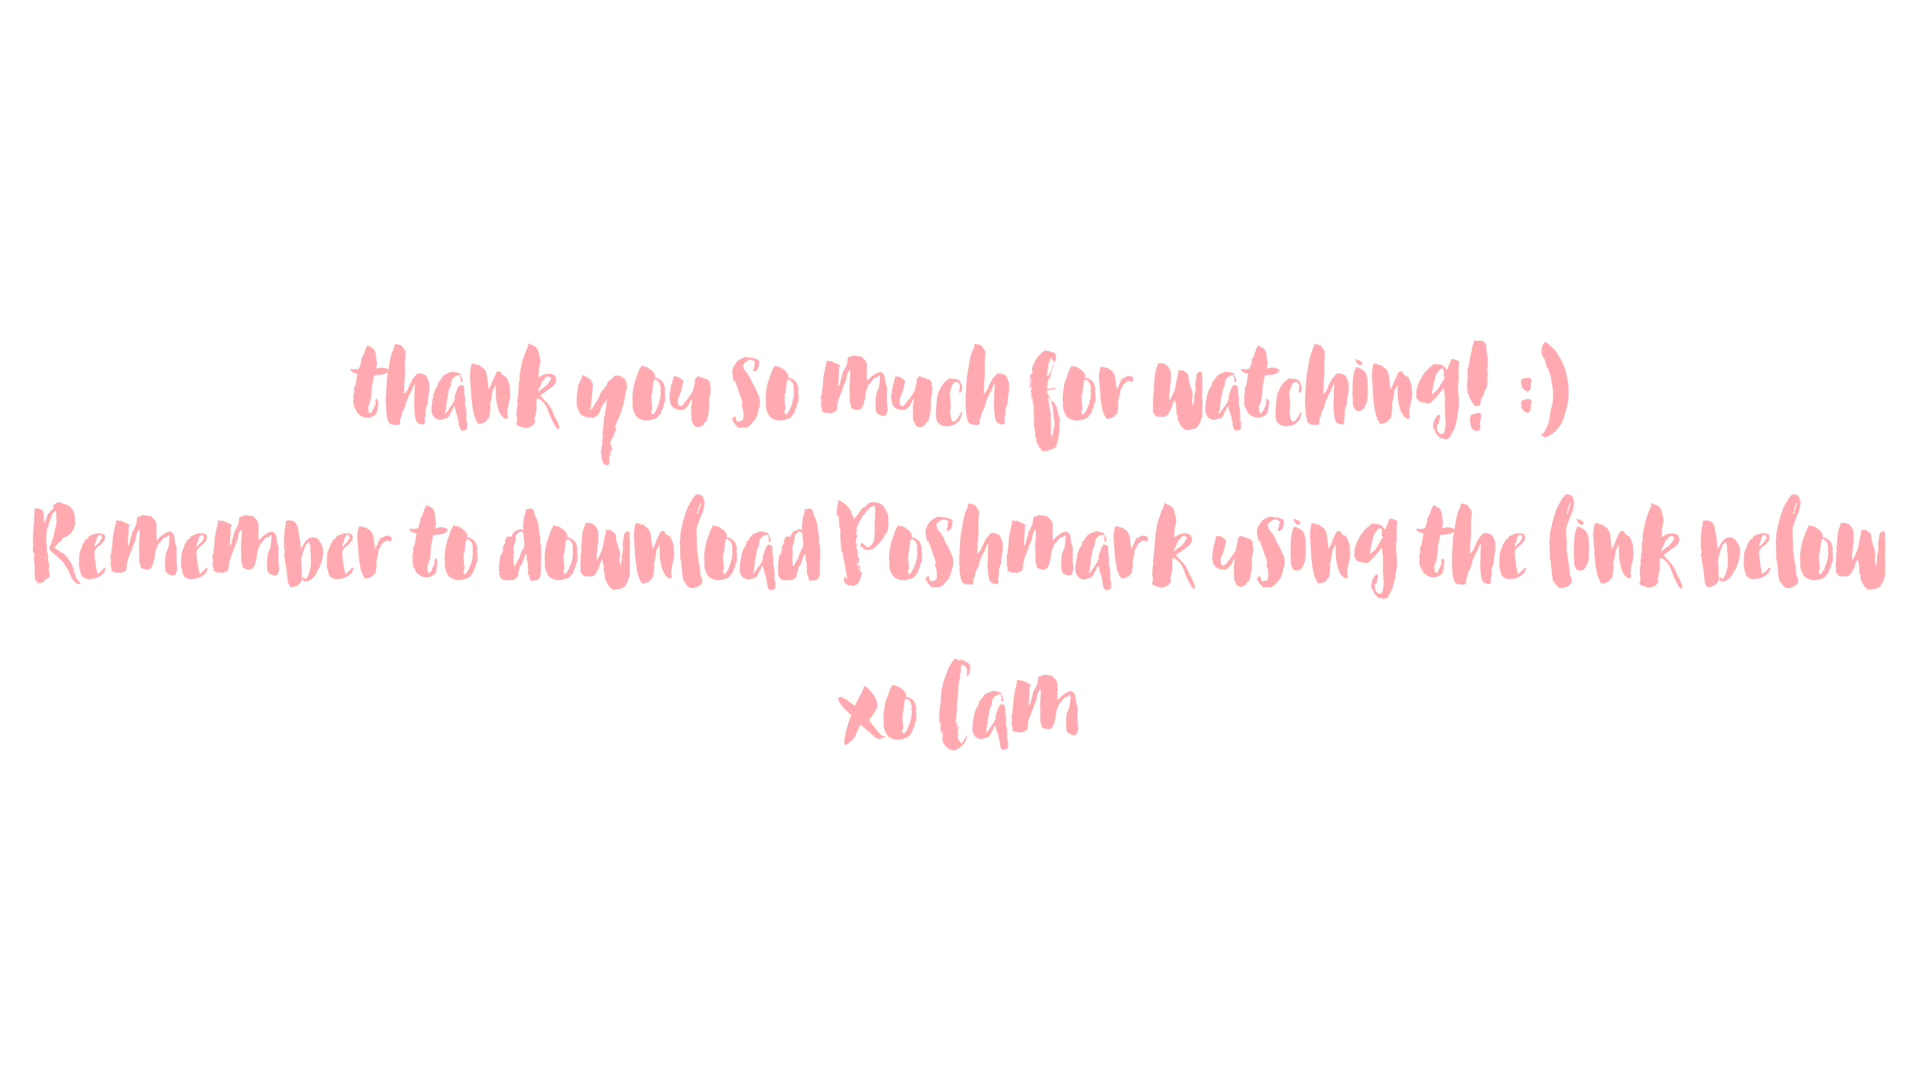 thank you so much for watching! :)
Remember to download Poshmark using the link below
xo Cam